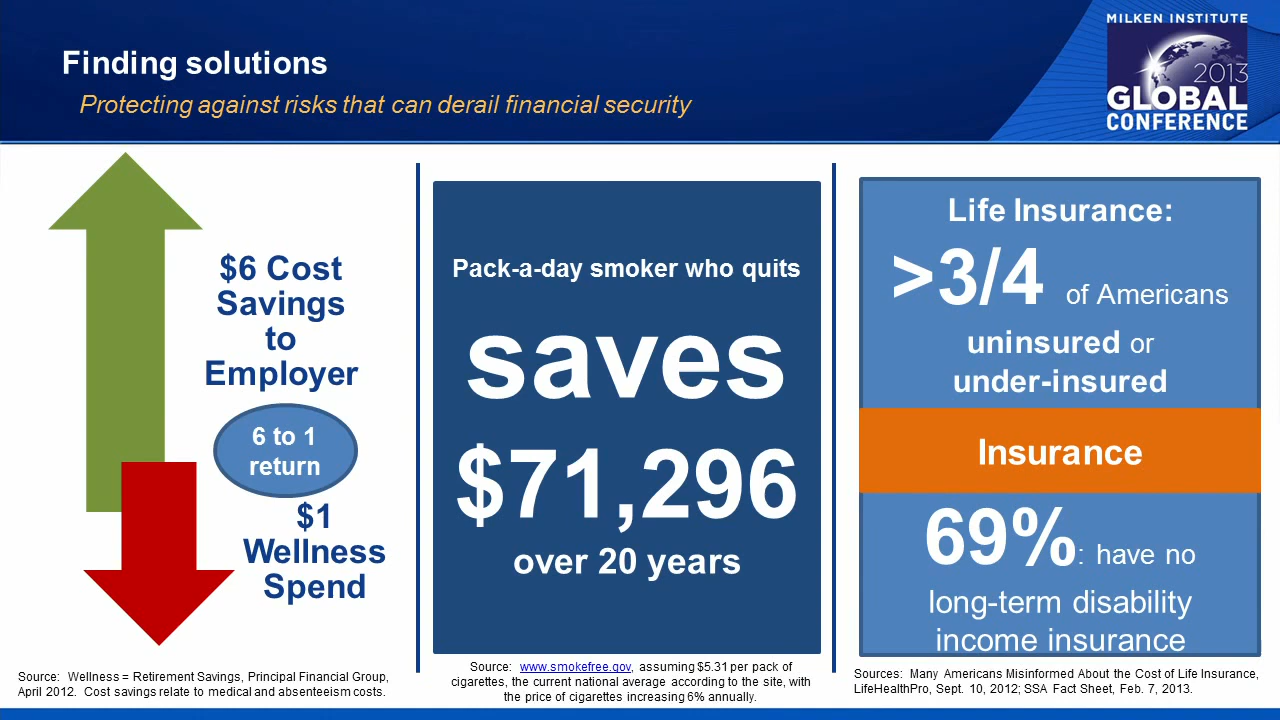 MILKEN INSTITUTE
2013
GLOBAL
CONFERENCE
Finding solutions
Protecting against risks that can derail financial security
$6 Cost
Savings
to
Employer
6 to 1
return
$1
Wellness
Spend
Source: Wellness = Retirement Savings, Principal Financial Group,
April 2012. Cost savings relate to medical and absenteeism costs.
Pack-a-day smoker who quits
saves
$71,296
over 20 years
Source: www.smokefree.gov, assuming $5.31 per pack of
cigarettes, the current national average according to the site, with
the price of cigarettes increasing 6% annually.
Life Insurance:
>3/4 of Americans
uninsured or
under-insured
Insurance
69%: have no
long-term disability
income insurance
Sources: Many Americans Misinformed About the Cost of Life Insurance,
LifeHealthPro, Sept. 10, 2012; SSA Fact Sheet, Feb. 7, 2013.